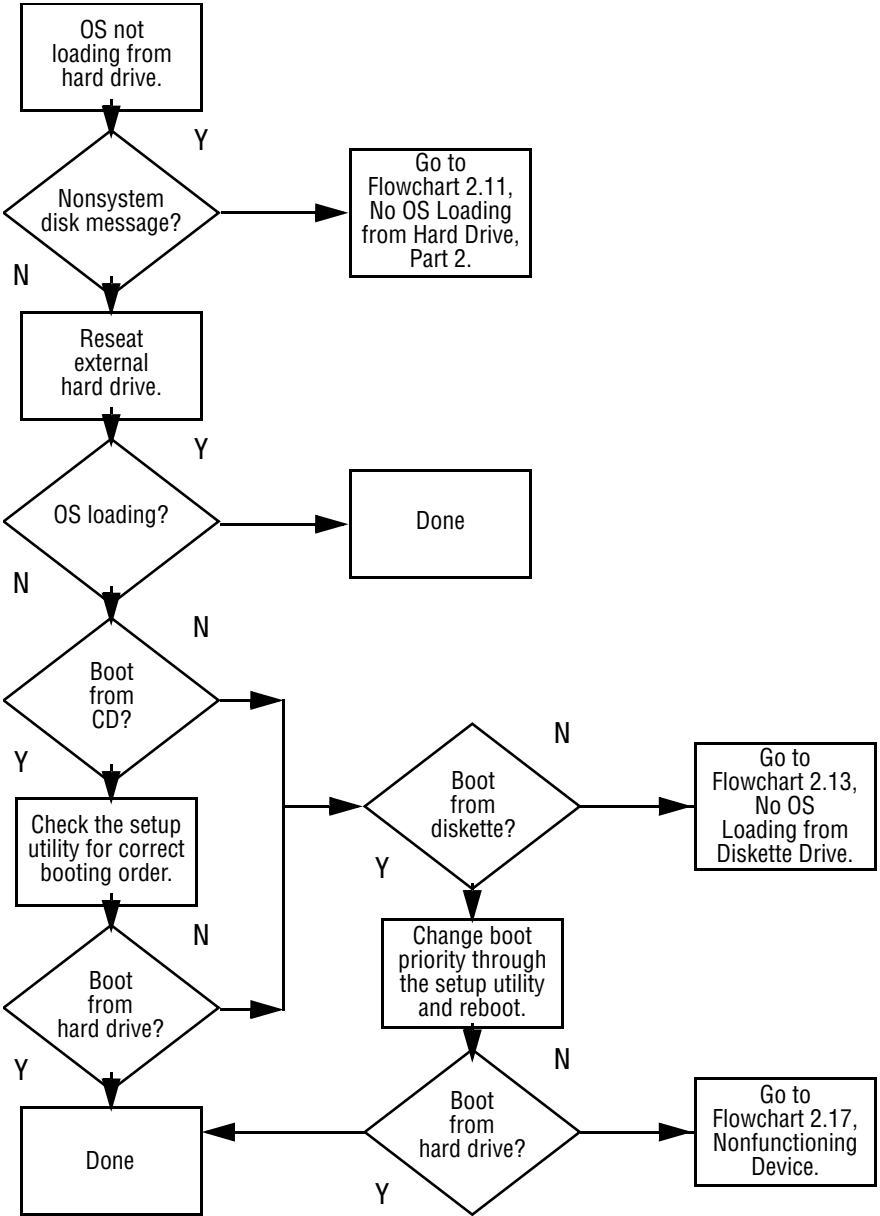 OS not
loading from
hard drive.
Y
Nonsystem
disk message?
Go to
Flowchart 2.11,
No OS Loading
from Hard Drive,
Part 2.
N
Reseat
external
hard drive.
Y
OS loading?
Done
N
N
Boot
from
CD?
Y
Check the setup
utility for correct
booting order.
N
Boot
from
hard drive?
Y
Done
N
Boot
from
diskette?
Go to
Flowchart 2.13,
No OS
Loading from
Diskette Drive.
Y
Change boot
priority through
the setup utility
and reboot.
N
Boot
from
hard drive?
Go to
Flowchart 2.17,
Nonfunctioning
Device.
Y